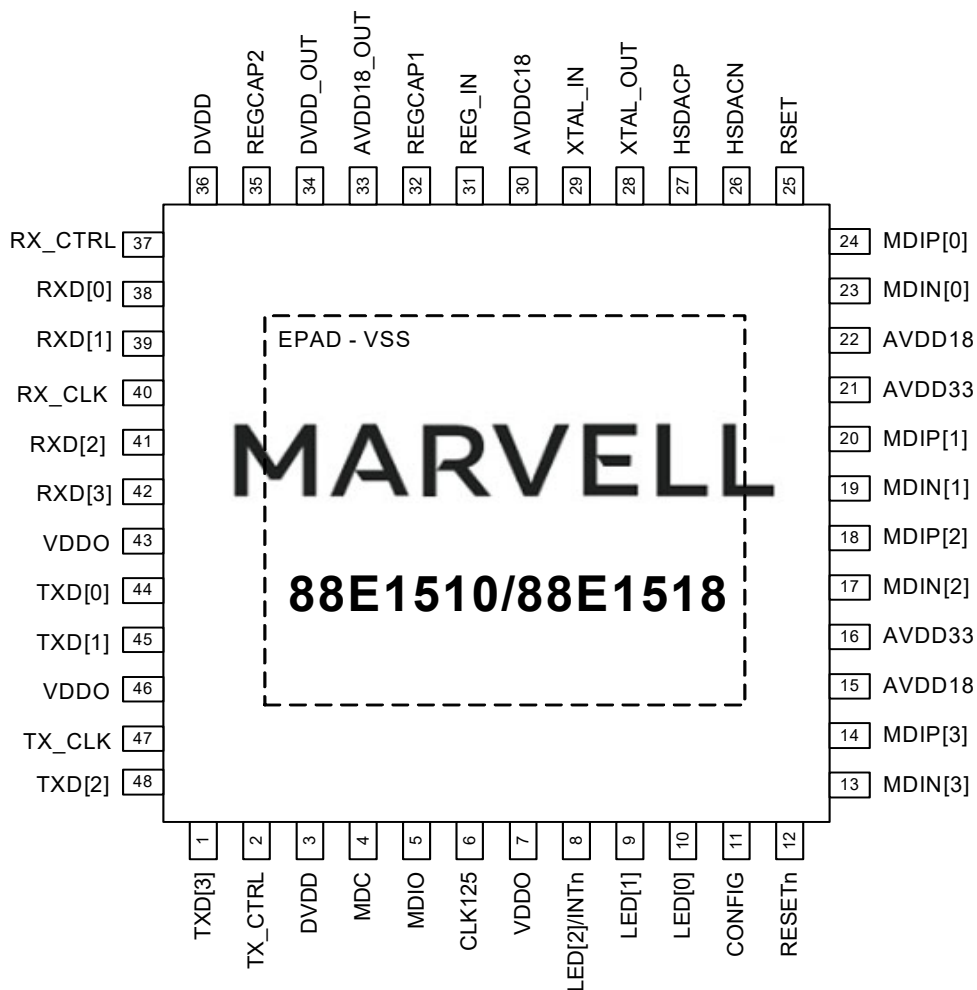 DVDD
REGCAP2
DVDD_OUT
AVDD18_OUT
REGCAP1
REG_IN
AVDDC18
XTAL_IN
XTAL_OUT
HSDACP
HSDACN
RSET
36 35 34 33 32 31 30 29 28 27 26 25
RX_CTRL 37
RXD[0] 38
RXD[1] 39
RX_CLK 40
RXD[2] 41
RXD[3] 42
VDDO 43
TXD[0] 44
TXD[1] 45
VDDO 46
TX_CLK 47
TXD[2] 48
EPAD - VSS
MARVELL
88E1510/88E1518
24 MDIP[0]
23 MDIN[0]
22 AVDD18
21 AVDD33
20 MDIP[1]
19 MDIN[1]
18 MDIP[2]
17 MDIN[2]
16 AVDD33
15 AVDD18
14 MDIP[3]
13 MDIN[3]
1 2 3 4 5 6 7 8 9 10 11 12
TXD[3]
TX_CTRL
DVDD
MDC
MDIO
CLK125
VDDO
LED[2]/INTn
LED[1]
LED[0]
CONFIG
RESETn